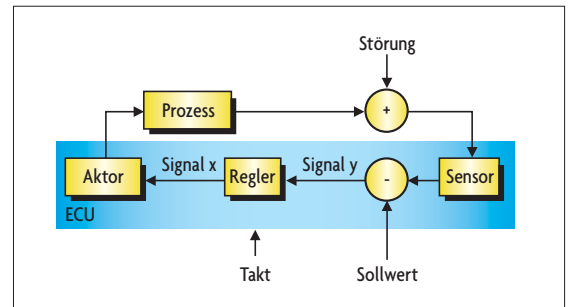 Störung
Prozess
+
Aktor
Signal x
Regler
Signal y
-
Sensor
ECU
Takt
Sollwert